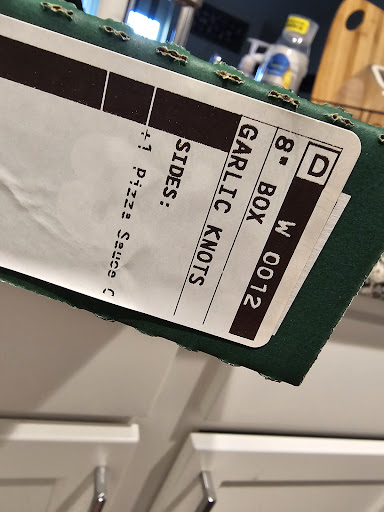 D W 0012
8" BOX
GARLIC KNOTS
SIDES:
+1 Pizza Sauce C